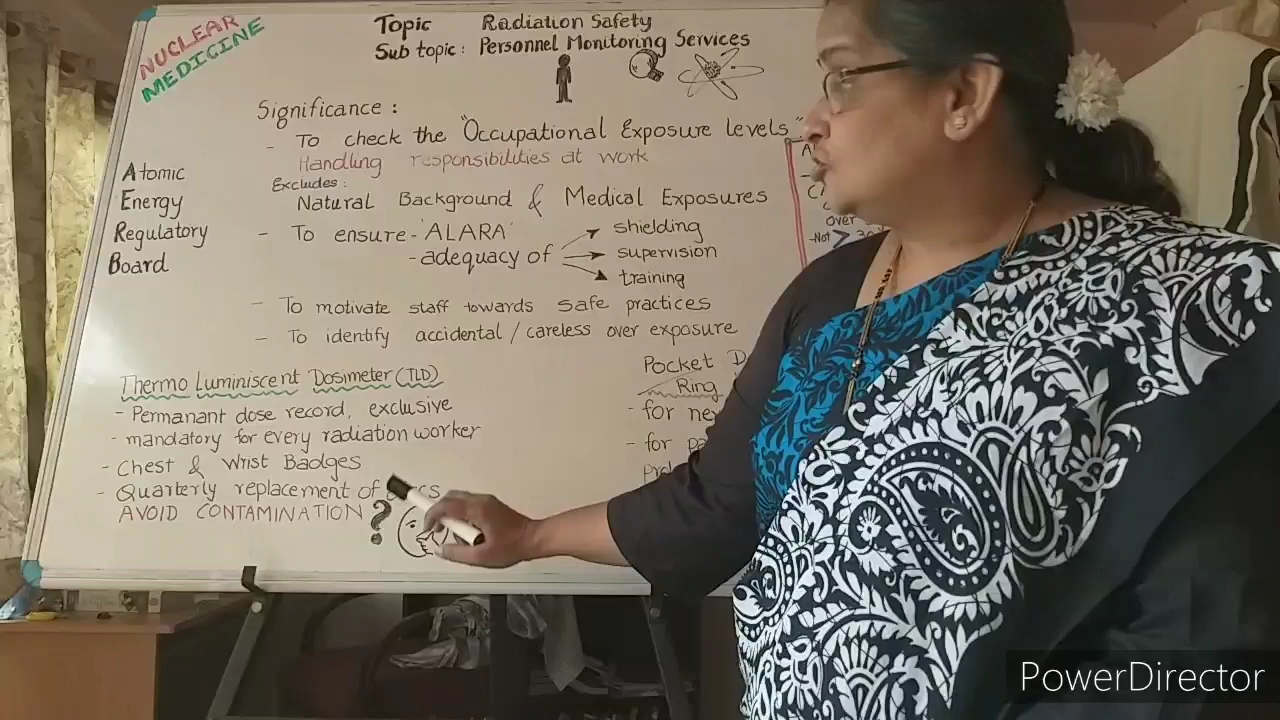 NUCLEAR
MEDICINE
Topic Radiation Safety
Sub topic : Personnel Monitoring Services
Significance :
- To check the "Occupational Exposure levels"
Handling responsibilities at work
Excludes :
Natural Background & Medical Exposures
Atomic
Energy
Regulatory
Board
- To ensure - 'ALARA'
- adequacy of
shielding
supervision
training
- To motivate staff towards safe practices
- To identify accidental / careless over exposure
over
-Not >
Thermo Luminiscent Dosimeter (TLD)
- Permanant dose record, exclusive
- mandatory for every radiation worker
- Chest & Wrist Badges
- Quarterly replacement of
AVOID CONTAMINATION ?
Pocket
Ring
- for
- for
PowerDirector